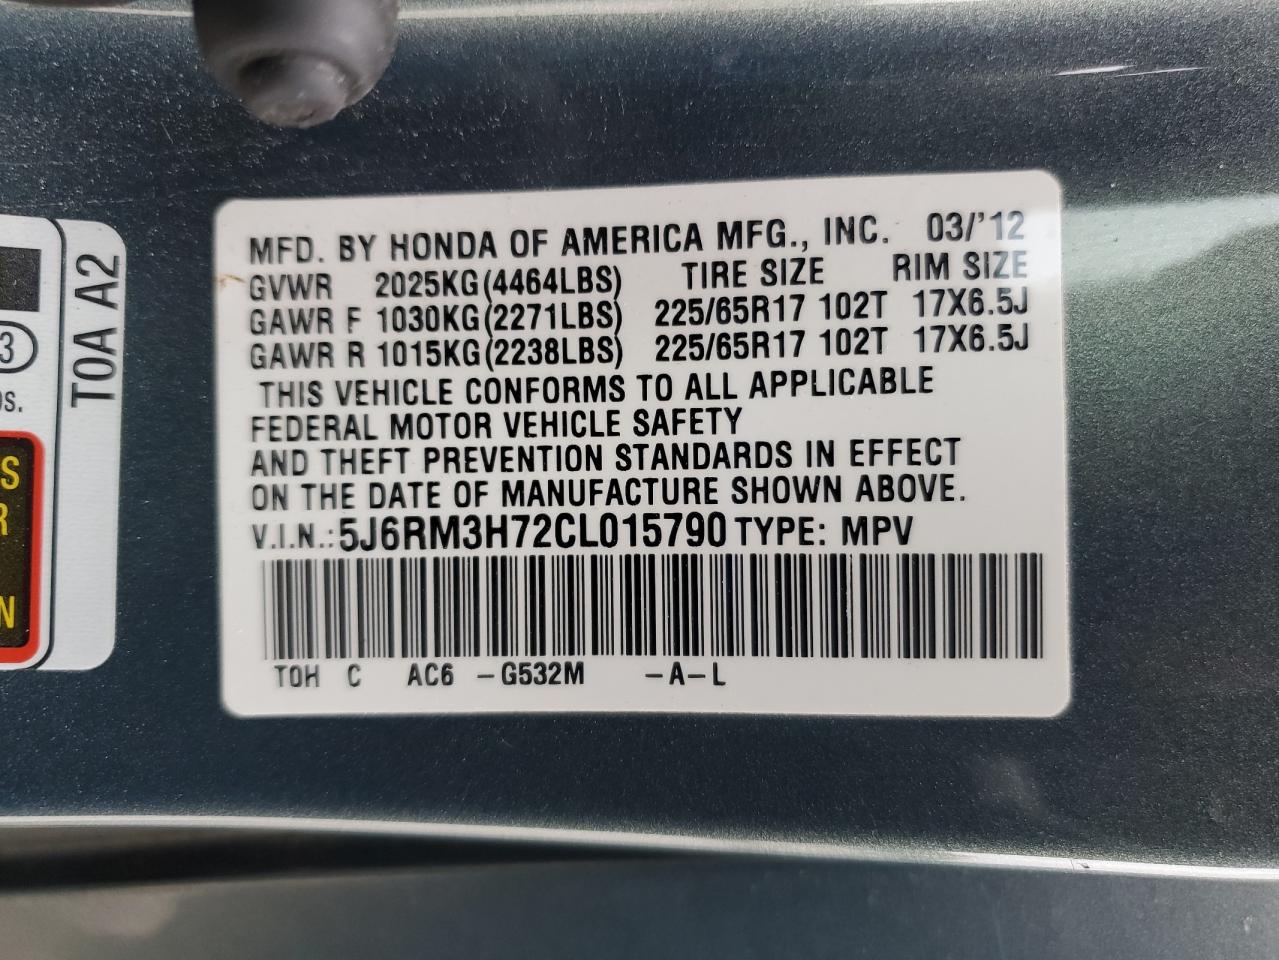 MFD. BY HONDA OF AMERICA MFG., INC. 03/'12
GVWR 2025KG(4464LBS) TIRE SIZE RIM SIZE
GAWR F 1030KG(2271LBS) 225/65R17 102T 17X6.5J
GAWR R 1015KG(2238LBS) 225/65R17 102T 17X6.5J
THIS VEHICLE CONFORMS TO ALL APPLICABLE
FEDERAL MOTOR VEHICLE SAFETY
AND THEFT PREVENTION STANDARDS IN EFFECT
ON THE DATE OF MANUFACTURE SHOWN ABOVE.
V.I.N.: 5J6RM3H72CL015790 TYPE: MPV
TOH C AC6 -G532M -A-L
T0A A2
3